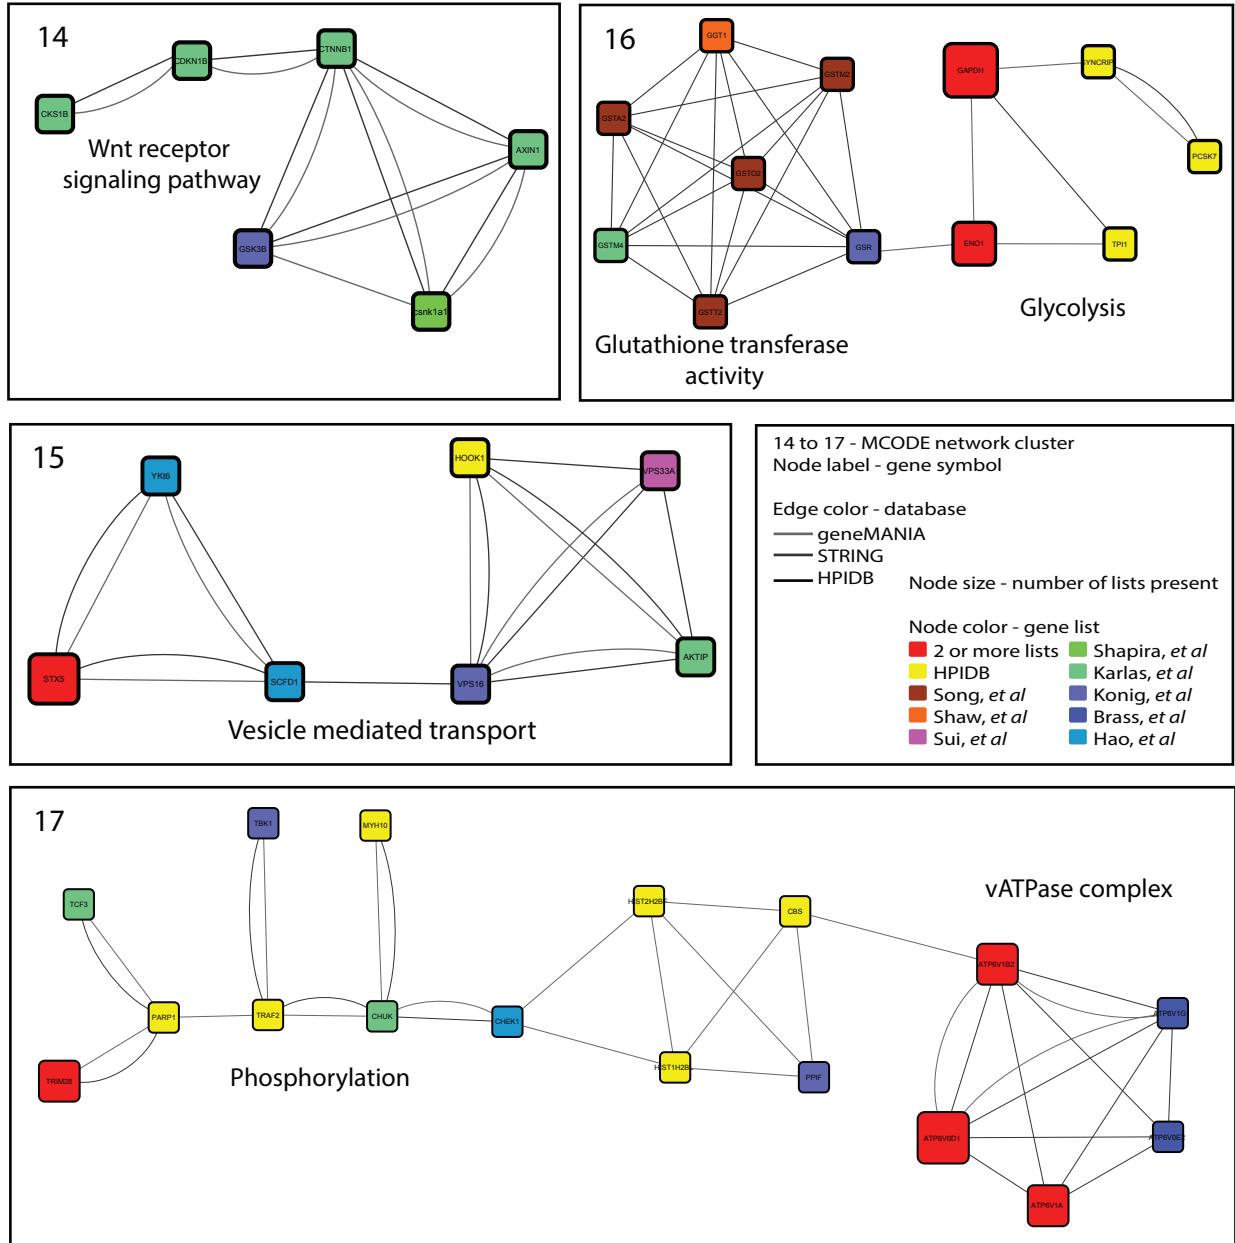 14
CDKN1B
CTNNB1
CKS1B
AXIN1
Wnt receptor
signaling pathway
GSK3B
csnk1a1
16
GGT1
GSTM2
GAPDH
SYNCRIP
GSTA2
PCSK7
GSTO2
GSTM4
GSR
ENO1
TPI1
GSTT2
Glycolysis
Glutathione transferase
activity
15
YKI6
HOOK1
VPS33A
STX5
SCFD1
VPS16
AKTIP
Vesicle mediated transport
14 to 17 - MCODE network cluster
Node label - gene symbol
Edge color - database
geneMANIA
STRING
HPIDB
Node size - number of lists present
Node color - gene list
2 or more lists
HPIDB
Song, et al
Shaw, et al
Sui, et al
Shapira, et al
Karlas, et al
Konig, et al
Brass, et al
Hao, et al
17
TBK1
MYH10
TCF3
HIST2H2BE
CBS
vATPase complex
ATP6V1B2
ATP6V1G
PARP1
TRAF2
CHUK
CHEK1
TRIM28
Phosphorylation
PPIF
ATP6V0D1
ATP6V1A